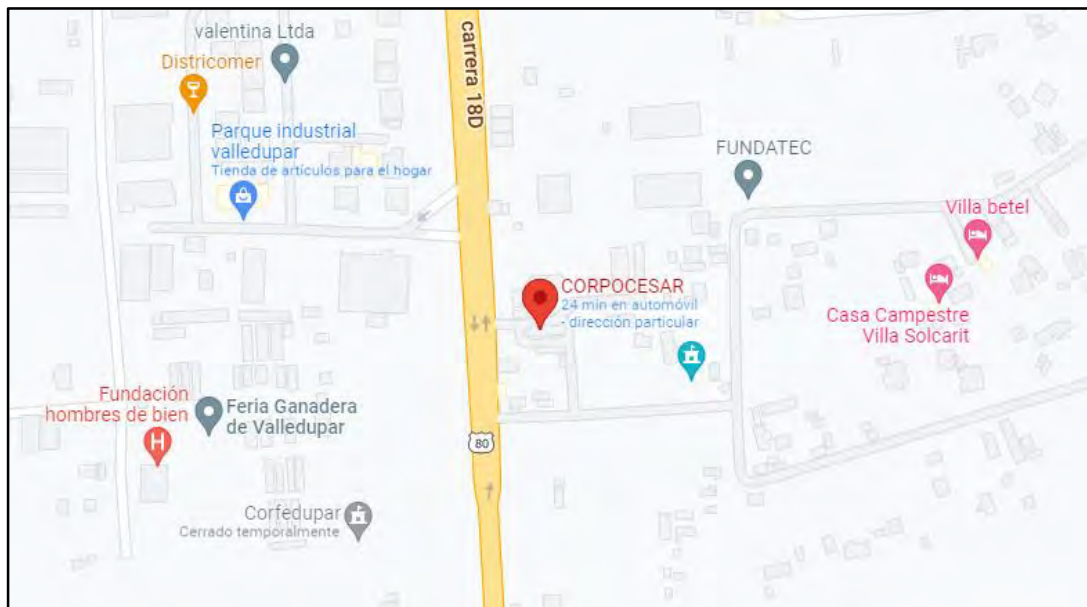 valentina Ltda
Districomer
carrera 18D
Parque industrial
valledupar
Tienda de artículos para el hogar
FUNDATEC
Villa betel
CORPOCESAR
24 min en automóvil
- dirección particular
Casa Campestre
Villa Solcarit
Fundación
hombres de bien
H
Feria Ganadera
de Valledupar
80
Corfedupar
Cerrado temporalmente